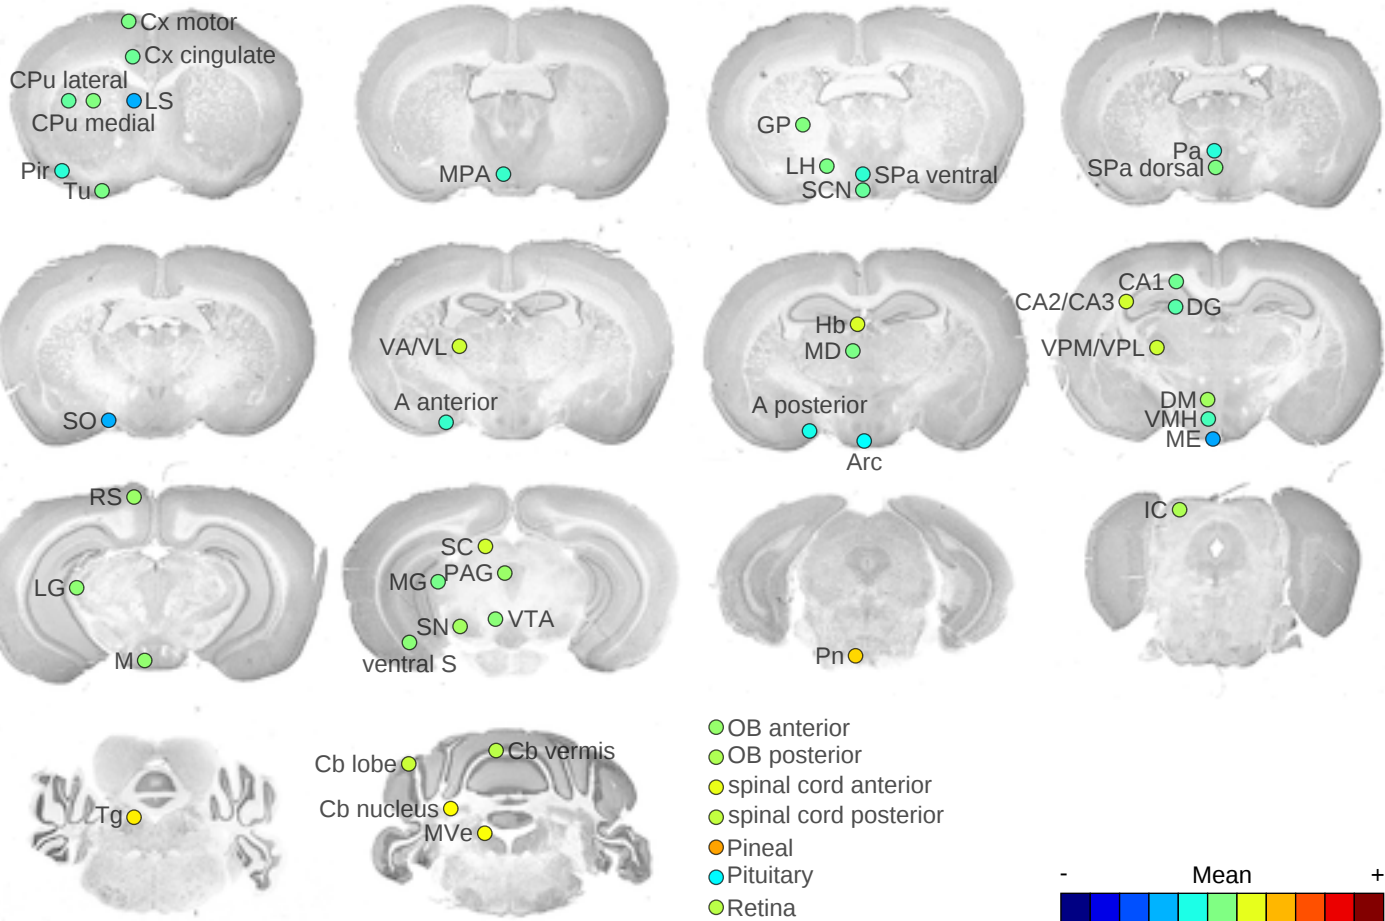 Cx motor
Cx cingulate
CPu lateral
LS
CPu medial
Pir
Tu
MPA
GP
LH
SPa ventral
SCN
Pa
SPa dorsal
SO
VA/VL
A anterior
Hb
MD
A posterior
Arc
CA1
CA2/CA3
DG
VPM/VPL
DM
VMH
ME
RS
LG
M
SC
MG
PAG
SN
VTA
ventral S
Pn
IC
Tg
Cb lobe
Cb vermis
Cb nucleus
MVe
OB anterior
OB posterior
spinal cord anterior
spinal cord posterior
Pineal
Pituitary
Retina
- Mean +